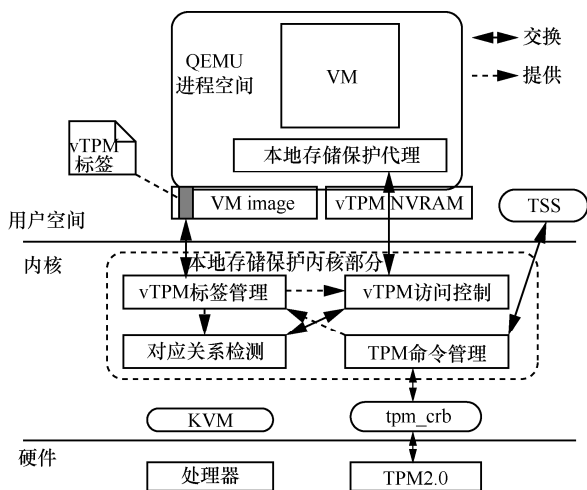 交换
提供
QEMU
进程空间
VM
vTPM
标签
本地存储保护代理
VM image
vTPM NVRAM
TSS
用户空间
内核
本地存储保护内核部分
vTPM标签管理
vTPM访问控制
对应关系检测
TPM命令管理
KVM
tpm_crb
硬件
处理器
TPM2.0